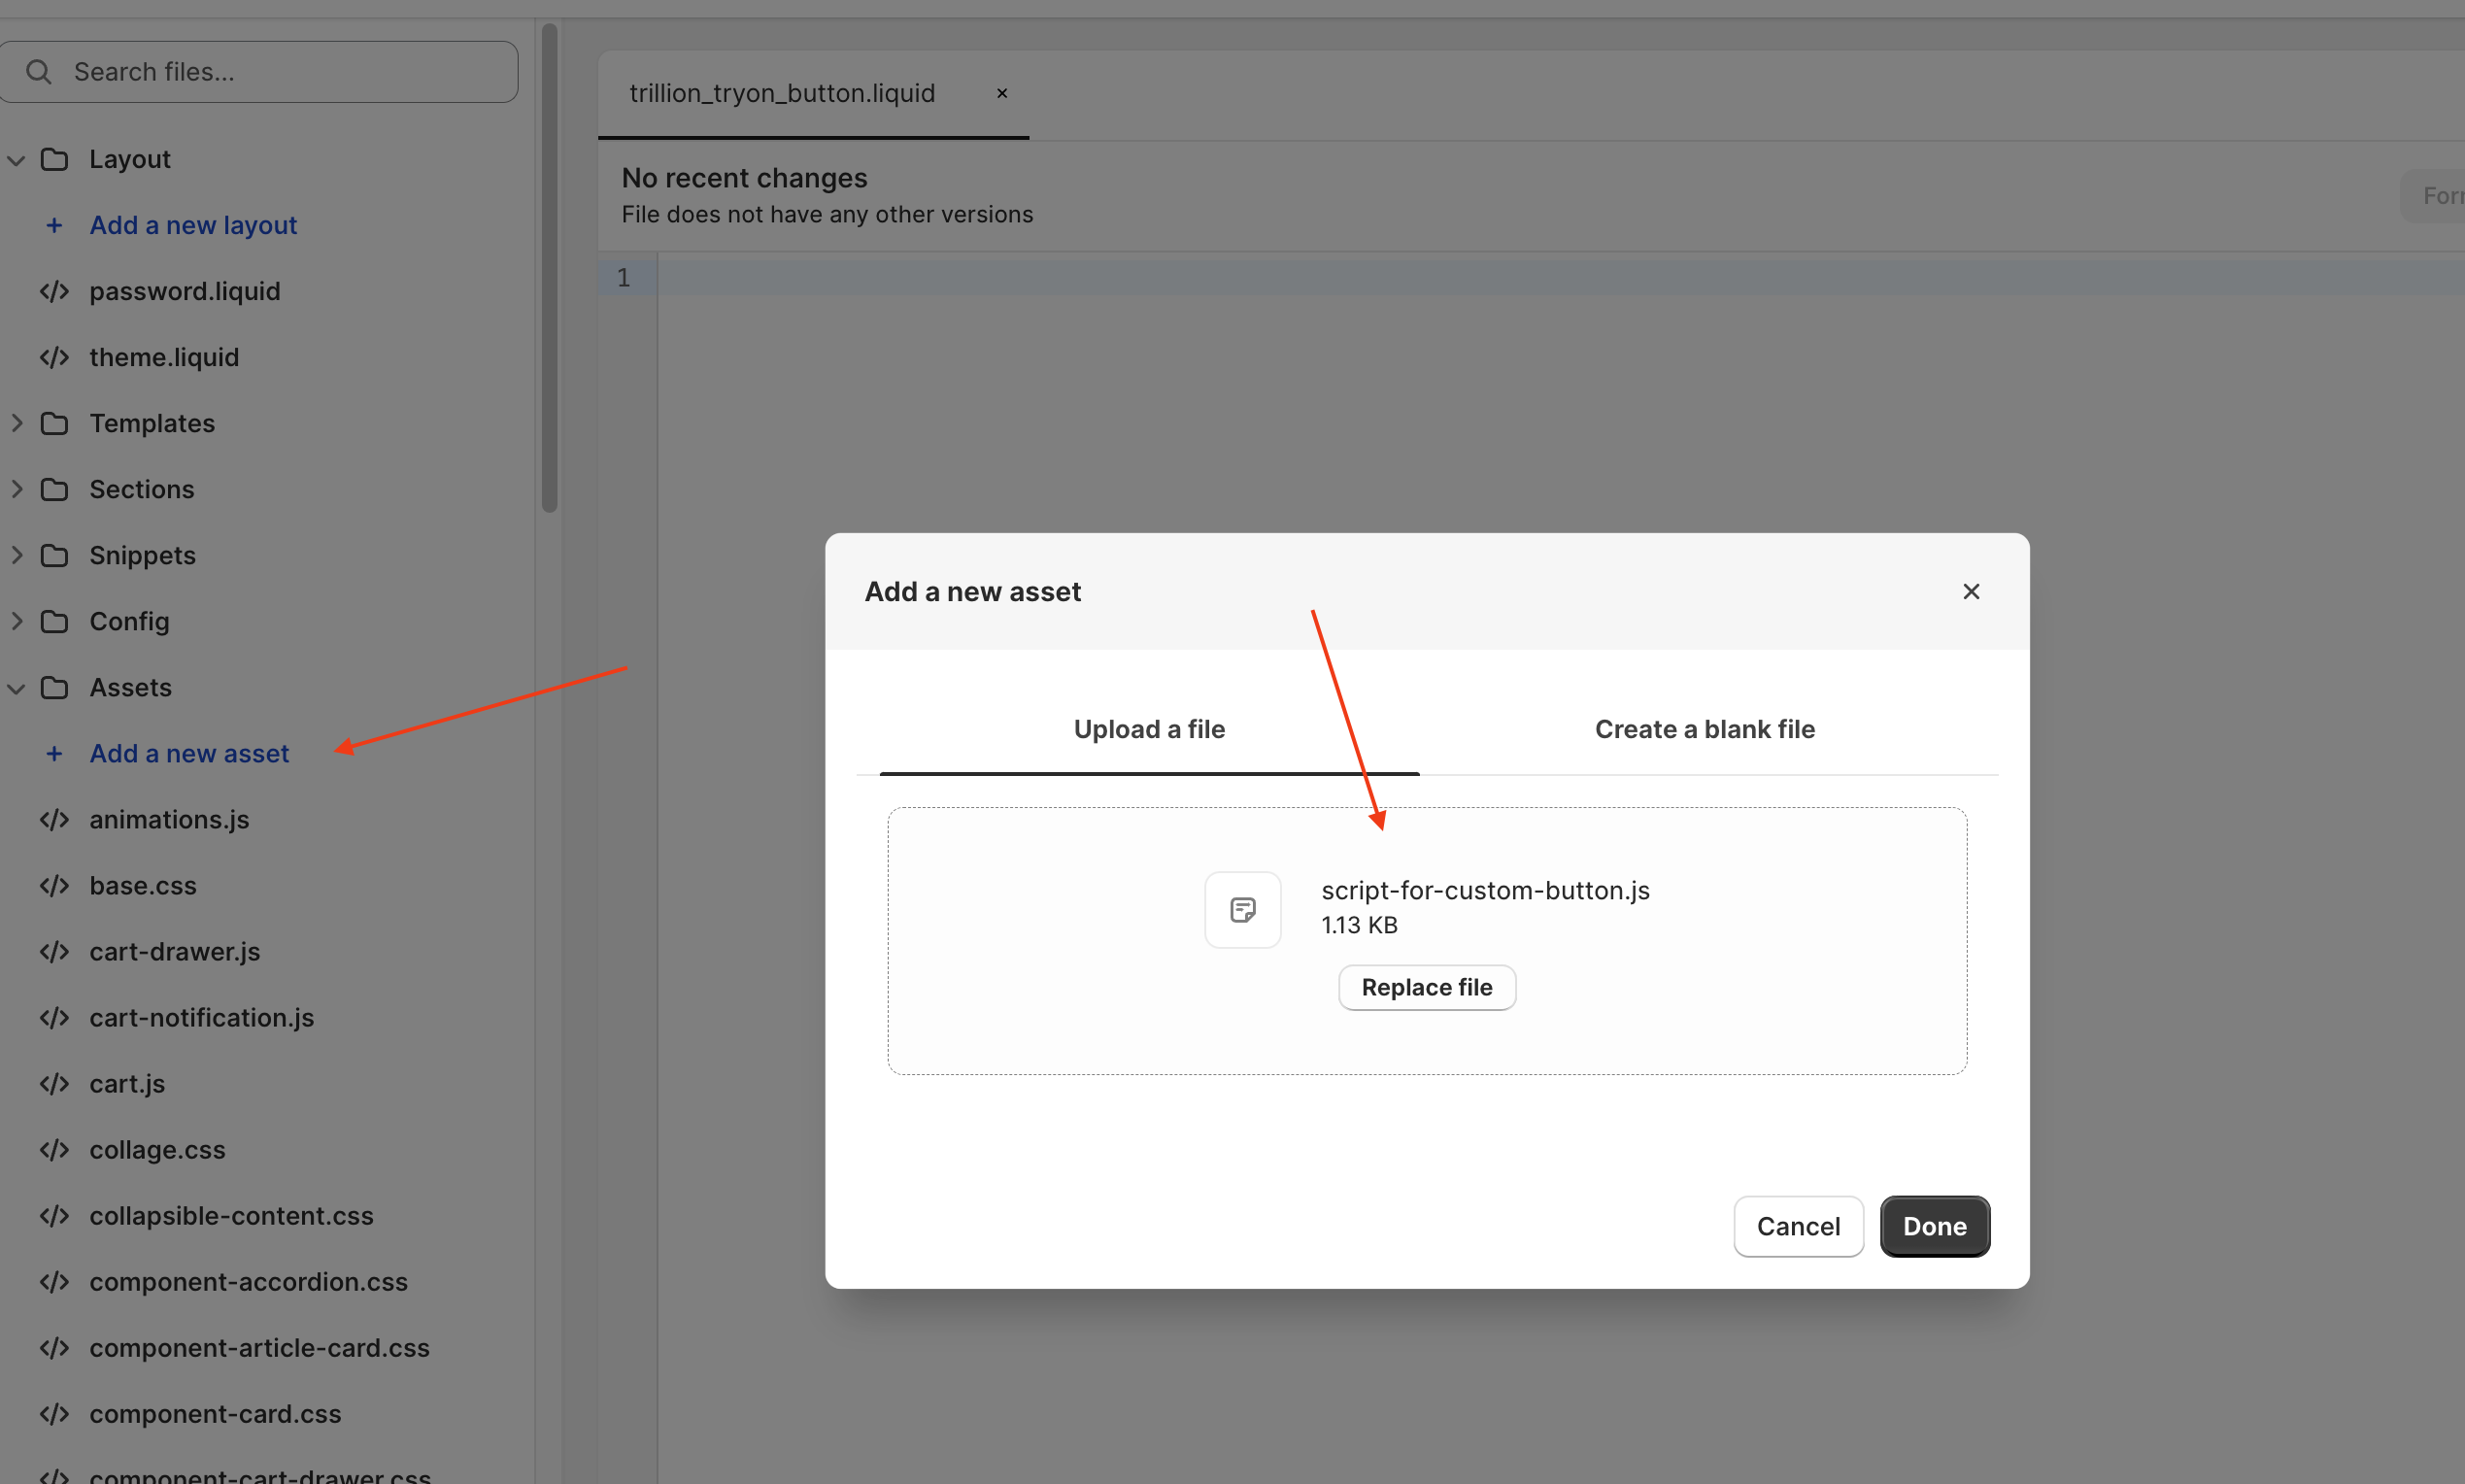 Search files...
Layout
Add a new layout
password.liquid
theme.liquid
Templates
Sections
Snippets
Config
Assets
Add a new asset
animations.js
base.css
cart-drawer.js
cart-notification.js
cart.js
collage.css
collapsible-content.css
component-accordion.css
component-article-card.css
component-card.css
component-cart-drawer.css
trillion_tryon_button.liquid
No recent changes
File does not have any other versions
1
Add a new asset
Upload a file
Create a blank file
script-for-custom-button.js
1.13 KB
Replace file
Cancel
Done